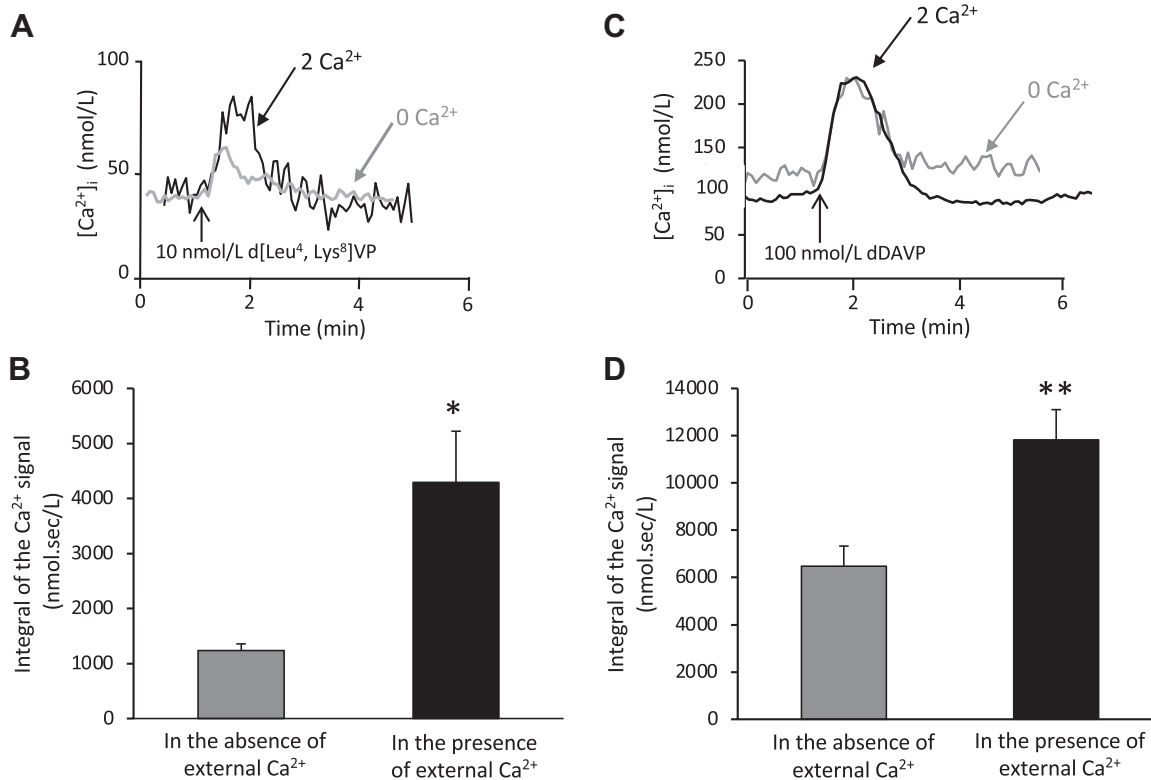 A
100
50
0
[Ca²⁺]ᵢ (nmol/L)
2 Ca²⁺
0 Ca²⁺
10 nmol/L d[Leu⁴, Lys⁸]VP
0 2 4 6
Time (min)
C
250
200
150
100
50
0
[Ca²⁺]ᵢ (nmol/L)
2 Ca²⁺
0 Ca²⁺
100 nmol/L dDAVP
0 2 4 6
Time (min)
B
6000
5000
4000
3000
2000
1000
0
Integral of the Ca²⁺ signal
(nmol.sec/L)
*
In the absence of
external Ca²⁺
In the presence
of external Ca²⁺
D
14000
12000
10000
8000
6000
4000
2000
0
Integral of the Ca²⁺ signal
(nmol.sec/L)
**
In the absence of
external Ca²⁺
In the presence of
external Ca²⁺